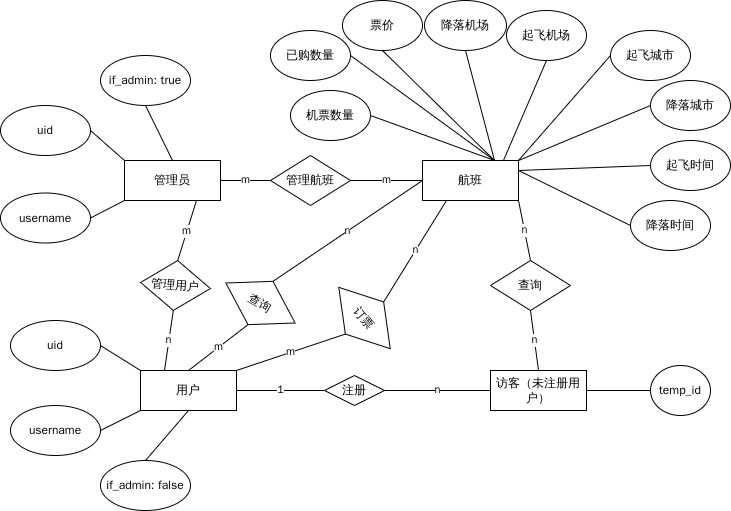 票价
降落机场
起飞机场
已购数量
起飞城市
if_admin: true
降落城市
机票数量
uid
起飞时间
管理员
m
管理航班
m
航班
username
降落时间
m
n
n
n
管理用户
查询
订票
查询
n
m
m
n
uid
用户
1
注册
n
访客（未注册用
户）
temp_id
username
if_admin: false